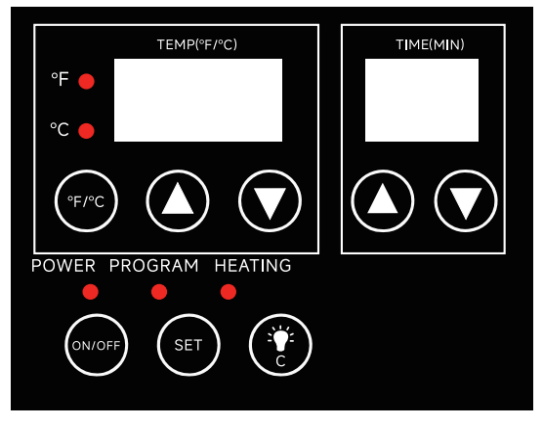 TEMP(°F/°C)
°F
°C
°F/°C
TIME(MIN)
POWER PROGRAM HEATING
ON/OFF
SET
C